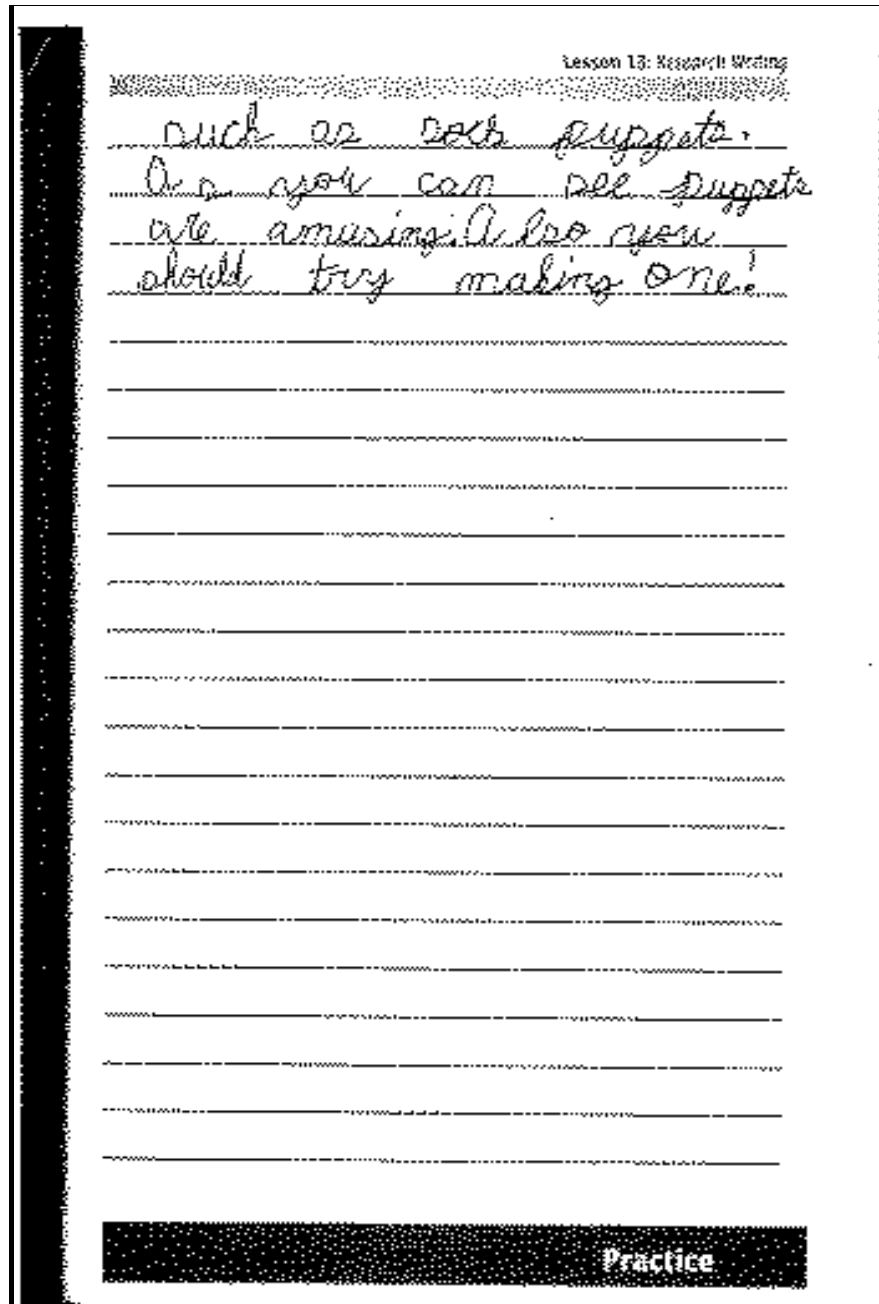 Lesson 13: Research Writing
such as sock puppets.
As you can see puppets
are amusing. Also you
should try making one!
Practice